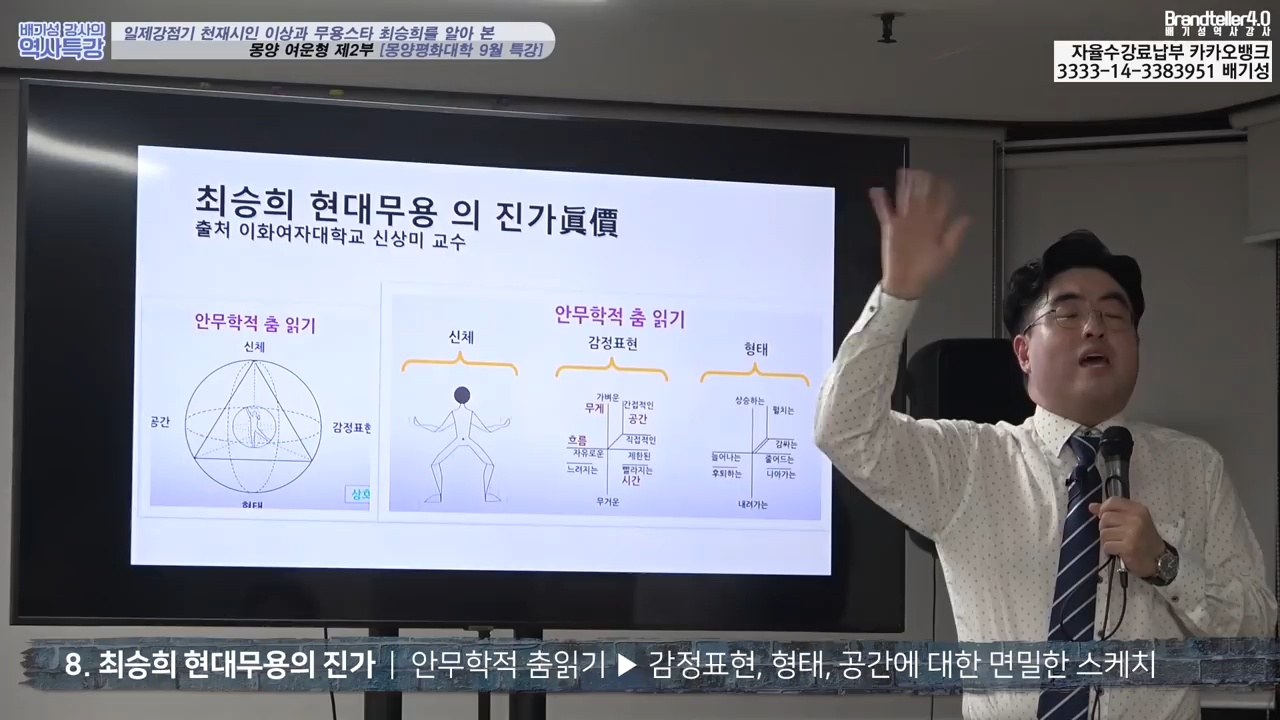 배기성 강사의
역사특강
일제강점기 천재시인 이상과 무용스타 최승희를 알아 본
몽양 여운형 제2부 [몽양평화대학 9월 특강]
Brandteller4.0
배기성역사강사
자율수강료납부 카카오뱅크
3333-14-3383951 배기성
최승희 현대무용 의 진가眞價
출처 이화여자대학교 신상미 교수
안무학적 춤 읽기
신체
공간
감정표현
형태
상호
안무학적 춤 읽기
신체
감정표현
가벼운
무게
간접적인
공간
흐름
직접적인
자유로운
제한된
느려지는
빨라지는
시간
무거운
형태
상승하는
펼치는
감싸는
늘어나는
줄어드는
후퇴하는
나아가는
내려가는
8. 최승희 현대무용의 진가 | 안무학적 춤읽기 ▶ 감정표현, 형태, 공간에 대한 면밀한 스케치